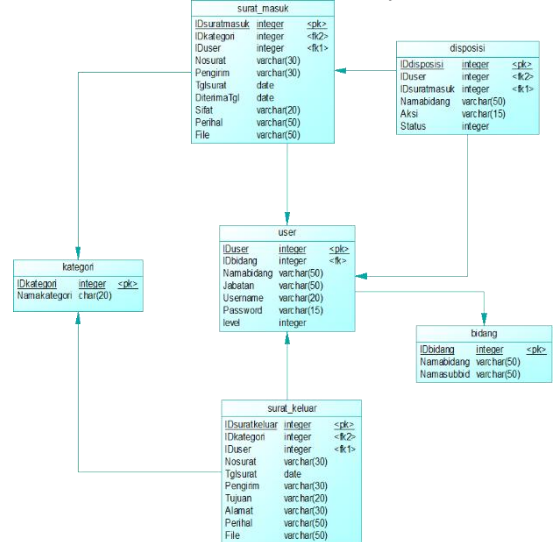 surat_masuk
IDsuratmasuk integer <pk>
IDkategori integer <fk2>
IDuser integer <fk1>
Nosurat varchar(30)
Pengirim varchar(30)
Tglsurat date
DiterimaTgl date
Sifat varchar(20)
Perihal varchar(50)
File varchar(50)
disposisi
IDdisposisi integer <pk>
IDuser integer <fk2>
IDsuratmasuk integer <fk1>
Namabidang varchar(50)
Aksi varchar(15)
Status integer
user
IDuser integer <pk>
IDbidang integer <fk>
Namabidang varchar(50)
Jabatan varchar(50)
Username varchar(20)
Password varchar(15)
level integer
kategori
IDkategori integer <pk>
Namakategori char(20)
bidang
IDbidang integer <pk>
Namabidang varchar(50)
Namasubbid varchar(50)
surat_keluar
IDsuratkeluar integer <pk>
IDkategori integer <fk2>
IDuser integer <fk1>
Nosurat varchar(30)
Tglsurat date
Pengirim varchar(30)
Tujuan varchar(20)
Alamat varchar(30)
Perihal varchar(50)
File varchar(50)